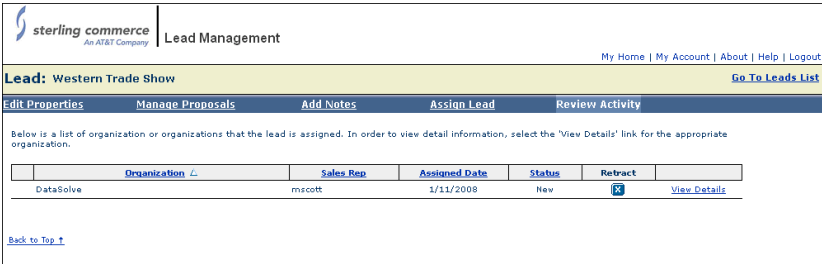 sterling commerce
An AT&T Company
Lead Management
My Home | My Account | About | Help | Logout
Lead: Western Trade Show
Go To Leads List
Edit Properties Manage Proposals Add Notes Assign Lead Review Activity
Below is a list of organization or organizations that the lead is assigned. In order to view detail information, select the 'View Details' link for the appropriate
organization.
Organization Sales Rep Assigned Date Status Retract
DataSolve mscott 1/11/2008 New X View Details
Back to Top ↑